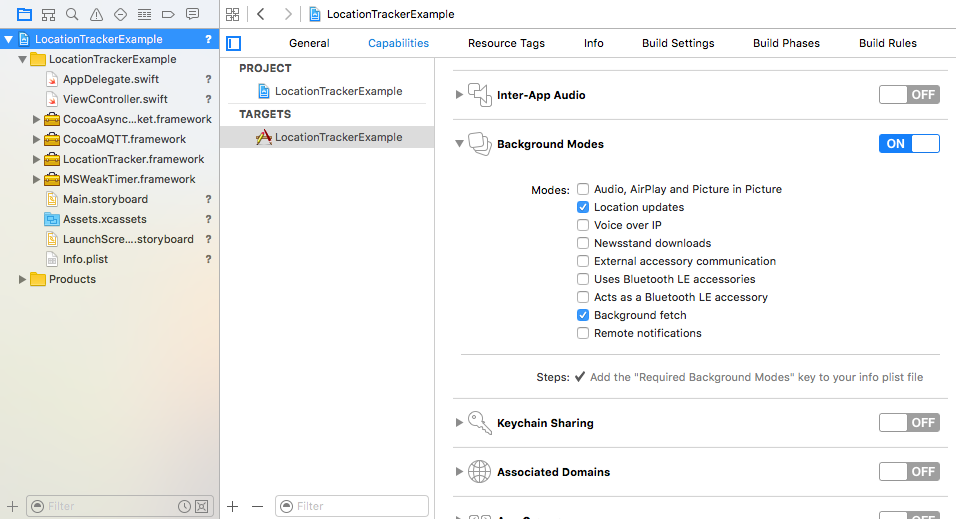 LocationTrackerExample ?
LocationTrackerExample
AppDelegate.swift ?
ViewController.swift ?
CocoaAsync...ket.framework
CocoaMQTT.framework
LocationTracker.framework
MSWeakTimer.framework
Main.storyboard ?
Assets.xcassets ?
LaunchScre....storyboard ?
Info.plist ?
Products
Filter
LocationTrackerExample
General Capabilities Resource Tags Info Build Settings Build Phases Build Rules
PROJECT
LocationTrackerExample
TARGETS
LocationTrackerExample
Filter
Inter-App Audio OFF
Background Modes ON
Modes: Audio, AirPlay and Picture in Picture
Location updates
Voice over IP
Newsstand downloads
External accessory communication
Uses Bluetooth LE accessories
Acts as a Bluetooth LE accessory
Background fetch
Remote notifications
Steps: ✔ Add the "Required Background Modes" key to your info plist file
Keychain Sharing OFF
Associated Domains OFF